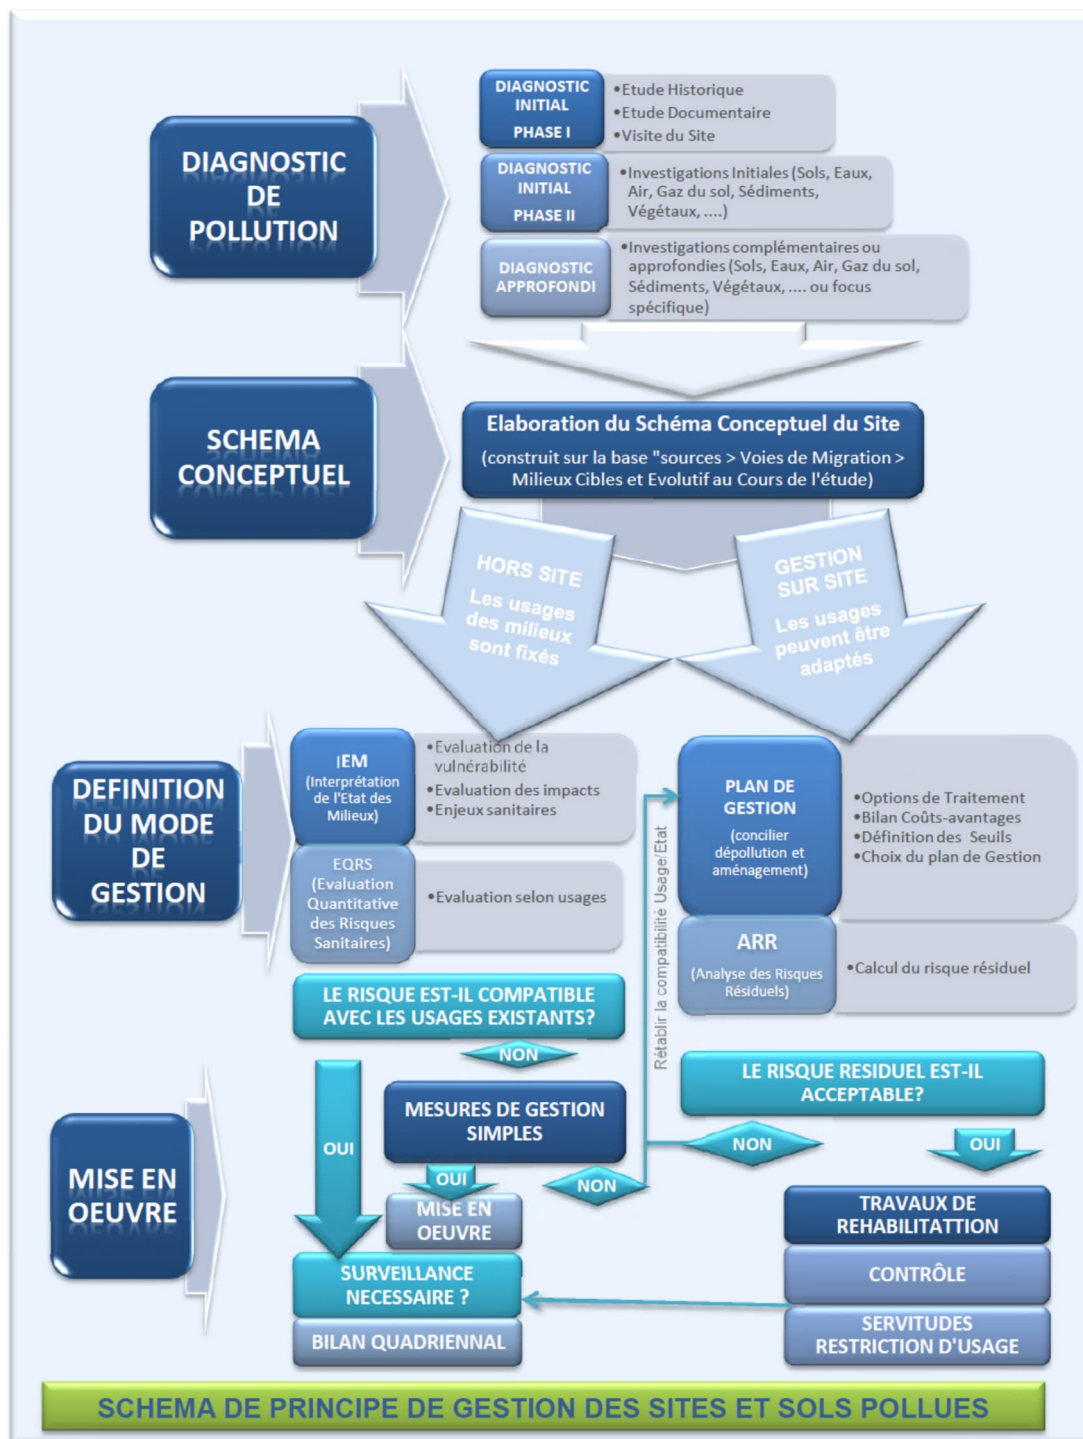 DIAGNOSTIC
DE
POLLUTION
DIAGNOSTIC
INITIAL
PHASE I
•Etude Historique
•Etude Documentaire
•Visite du Site
DIAGNOSTIC
INITIAL
PHASE II
•Investigations Initiales (Sols, Eaux,
Air, Gaz du sol, Sédiments,
Végétaux, ....)
DIAGNOSTIC
APPROFONDI
•Investigations complémentaires ou
approfondies (Sols, Eaux, Air, Gaz du sol,
Sédiments, Végétaux, .... ou focus
spécifique)
SCHEMA
CONCEPTUEL
Elaboration du Schéma Conceptuel du Site
(construit sur la base "sources > Voies de Migration >
Milieux Cibles et Evolutif au Cours de l'étude)
HORS SITE
Les usages
des milieux
sont fixés
GESTION
SUR SITE
Les usages
peuvent être
adaptés
DEFINITION
DU MODE
DE
GESTION
IEM
(Interprétation
de l'Etat des
Milieux)
•Evaluation de la
vulnérabilité
•Evaluation des impacts
•Enjeux sanitaires
EQRS
(Evaluation
Quantitative
des Risques
Sanitaires)
•Evaluation selon usages
Rétablir la compatibilité Usage/Etat
PLAN DE
GESTION
(concilier
dépollution et
aménagement)
•Options de Traitement
•Bilan Coûts-avantages
•Définition des Seuils
•Choix du plan de Gestion
ARR
(Analyse des Risques
Résiduels)
•Calcul du risque résiduel
LE RISQUE EST-IL COMPATIBLE
AVEC LES USAGES EXISTANTS?
NON
LE RISQUE RESIDUEL EST-IL
ACCEPTABLE?
MISE EN
OEUVRE
OUI
MESURES DE GESTION
SIMPLES
NON
OUI
OUI
NON
MISE EN
OEUVRE
TRAVAUX DE
REHABILITATTION
SURVEILLANCE
NECESSAIRE ?
CONTRÔLE
BILAN QUADRIENNAL
SERVITUDES
RESTRICTION D'USAGE
SCHEMA DE PRINCIPE DE GESTION DES SITES ET SOLS POLLUES